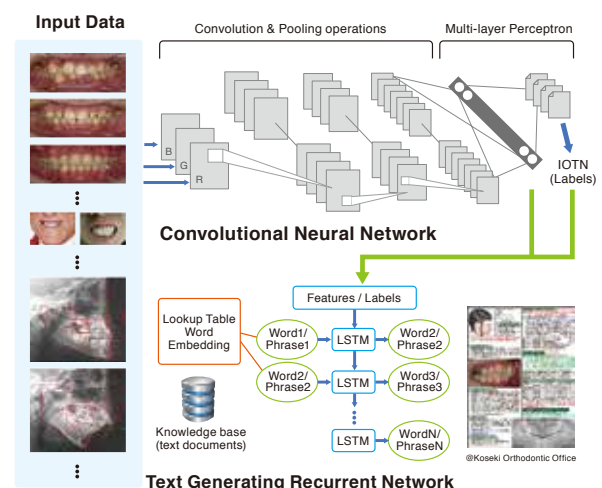 Input Data
Convolution & Pooling operations
Multi-layer Perceptron
B
G
R
IOTN
(Labels)
Convolutional Neural Network
Features / Labels
Lookup Table
Word
Embedding
Word1/
Phrase1
LSTM
Word2/
Phrase2
Word2/
Phrase2
LSTM
Word3/
Phrase3
Knowledge base
(text documents)
LSTM
WordN/
PhraseN
@Koseki Orthodontic Office
Text Generating Recurrent Network